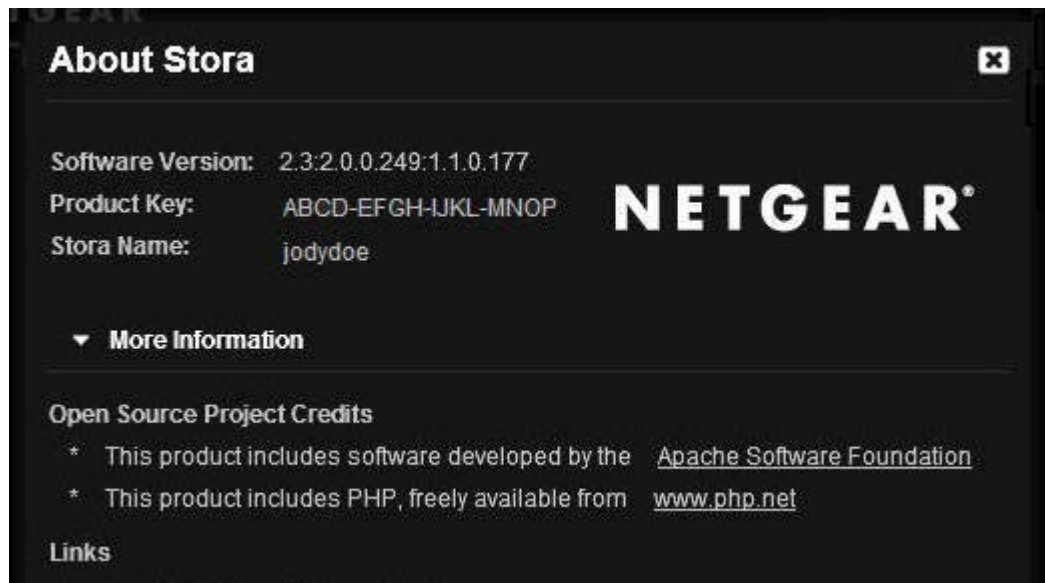 About Stora
Software Version: 2.3:2.0.0.249:1.1.0.177
Product Key: ABCD-EFGH-IJKL-MNOP
Stora Name: jodydoe
NETGEAR®
More Information
Open Source Project Credits
* This product includes software developed by the Apache Software Foundation
* This product includes PHP, freely available from www.php.net
Links